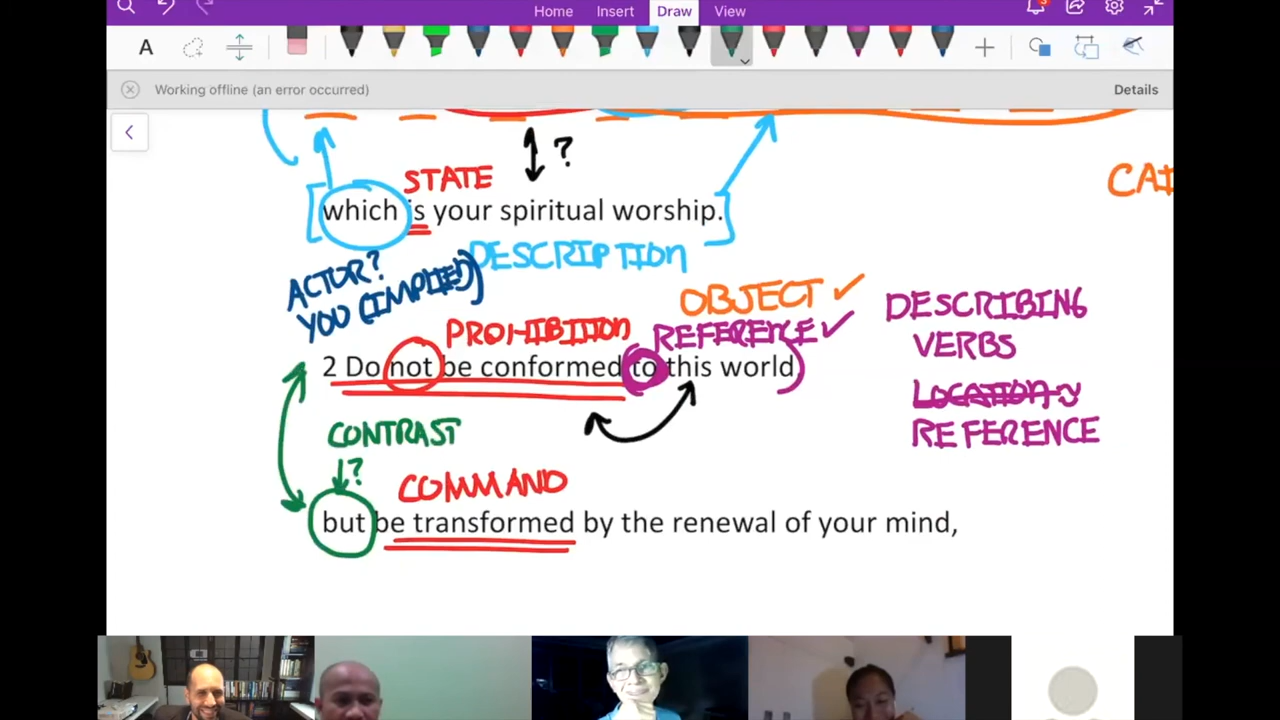 Home Insert Draw View
3
A
Working offline (an error occurred) Details
?
STATE
CAI
which is your spiritual worship.
DESCRIPTION
ACTOR?
YOU (IMPLIED)
OBJECT ✓
DESCRIBING
PROHIBITION REFERENCE ✓
VERBS
2 Do not be conformed to this world,
LOCATION ~
REFERENCE
CONTRAST
?
COMMAND
but be transformed by the renewal of your mind,